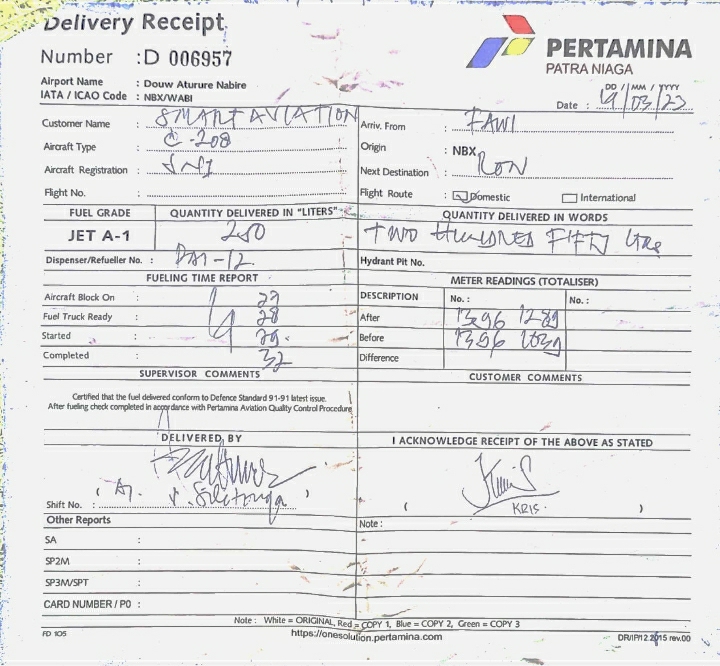 Delivery Receipt
Number : D 006957
PERTAMINA
PATRA NIAGA
Airport Name : Douw Aturure Nabire
IATA / ICAO Code : NBX/WABI
DD / MM / YYYY
Date : 19/03/23
Customer Name : SMART AVIATION
Arriv. From : FAWI
Aircraft Type : C-208
Origin : NBX
Aircraft Registration :
Next Destination :
Flight No. :
Flight Route : Domestic International
FUEL GRADE QUANTITY DELIVERED IN "LITERS"
QUANTITY DELIVERED IN WORDS
JET A-1 250
TWO HUNDRED FIFTY
Dispenser/Refueller No. :
Hydrant Pit No.
FUELING TIME REPORT
METER READINGS (TOTALISER)
Aircraft Block On : 27
DESCRIPTION No. : No. :
Fuel Truck Ready : 28
After 1396 1289
Started : 29
Before 1396 1039
Completed : 32
Difference
SUPERVISOR COMMENTS
CUSTOMER COMMENTS
Certified that the fuel delivered conform to Defence Standard 91-91 latest issue.
After fueling check completed in accordance with Pertamina Aviation Quality Control Procedure
DELIVERED BY
I ACKNOWLEDGE RECEIPT OF THE ABOVE AS STATED
Shift No. :
( KRIS. )
Other Reports
Note :
SA :
SP2M :
SP3M/SPT :
CARD NUMBER / PO :
Note : White = ORIGINAL, Red = COPY 1, Blue = COPY 2, Green = COPY 3
FD 105
https://onesolution.pertamina.com
DR/IP/12.2015 rev.00